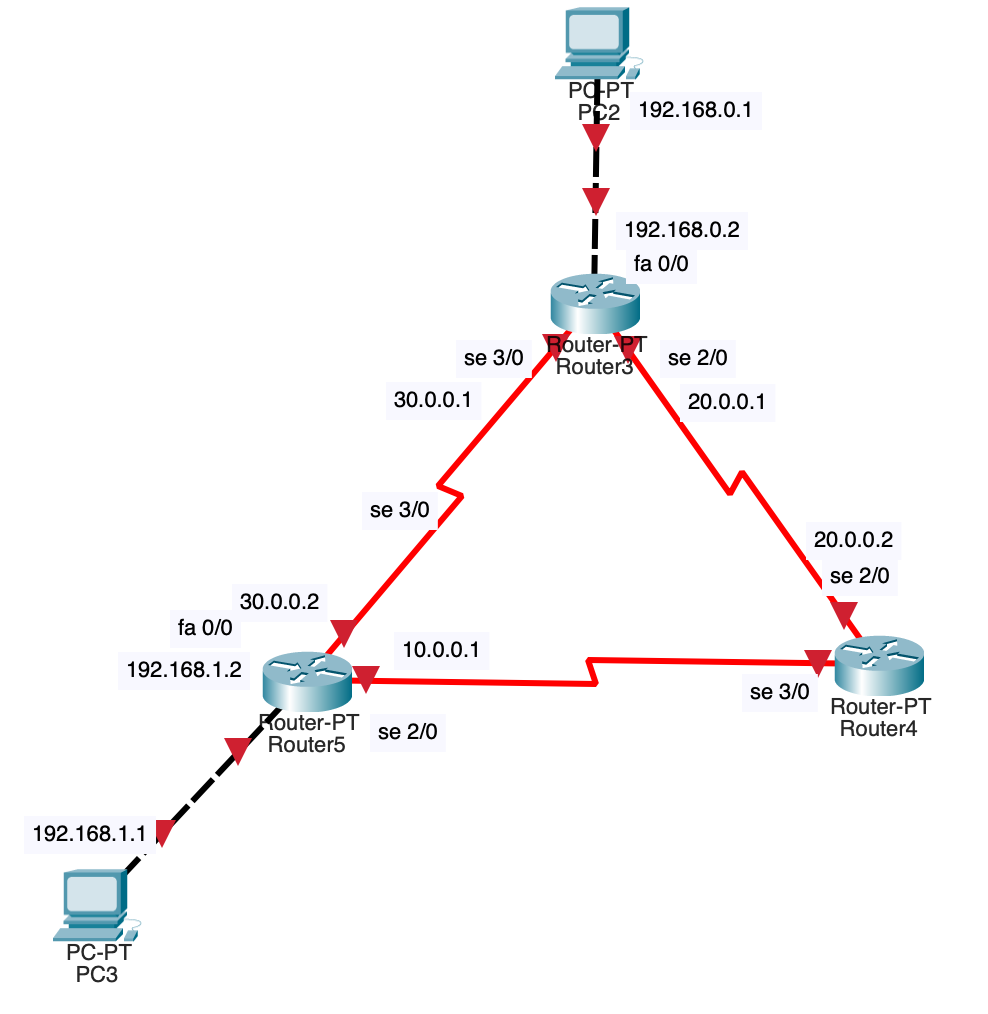 PC-PT
PC2
192.168.0.1
192.168.0.2
fa 0/0
Router-PT
Router3
se 3/0
se 2/0
30.0.0.1
20.0.0.1
se 3/0
20.0.0.2
se 2/0
30.0.0.2
fa 0/0
192.168.1.2
10.0.0.1
Router-PT
Router5
se 2/0
se 3/0
Router-PT
Router4
192.168.1.1
PC-PT
PC3